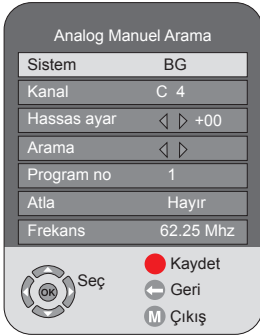 Analog Manuel Arama
Sistem BG
Kanal C 4
Hassas ayar +00
Arama
Program no 1
Atla Hayır
Frekans 62.25 Mhz
Kaydet
OK Seç
Geri
M Çıkış